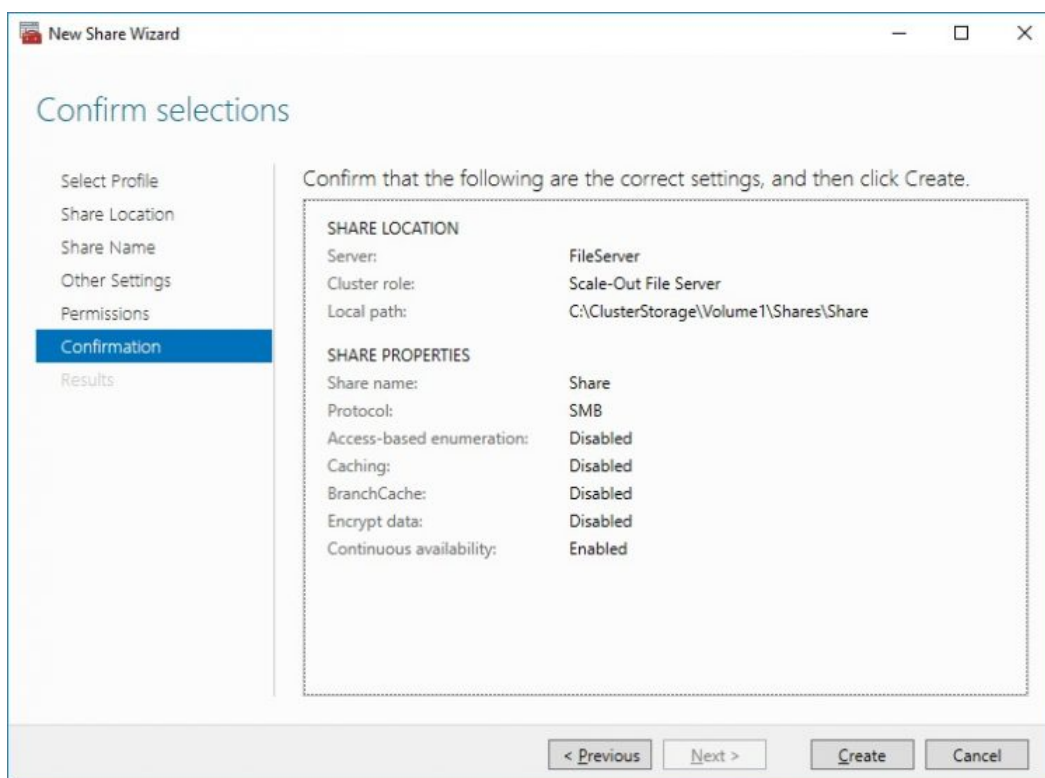 New Share Wizard
Confirm selections
Select Profile
Share Location
Share Name
Other Settings
Permissions
Confirmation
Results
Confirm that the following are the correct settings, and then click Create.
SHARE LOCATION
Server: FileServer
Cluster role: Scale-Out File Server
Local path: C:\ClusterStorage\Volume1\Shares\Share
SHARE PROPERTIES
Share name: Share
Protocol: SMB
Access-based enumeration: Disabled
Caching: Disabled
BranchCache: Disabled
Encrypt data: Disabled
Continuous availability: Enabled
< Previous Next > Create Cancel